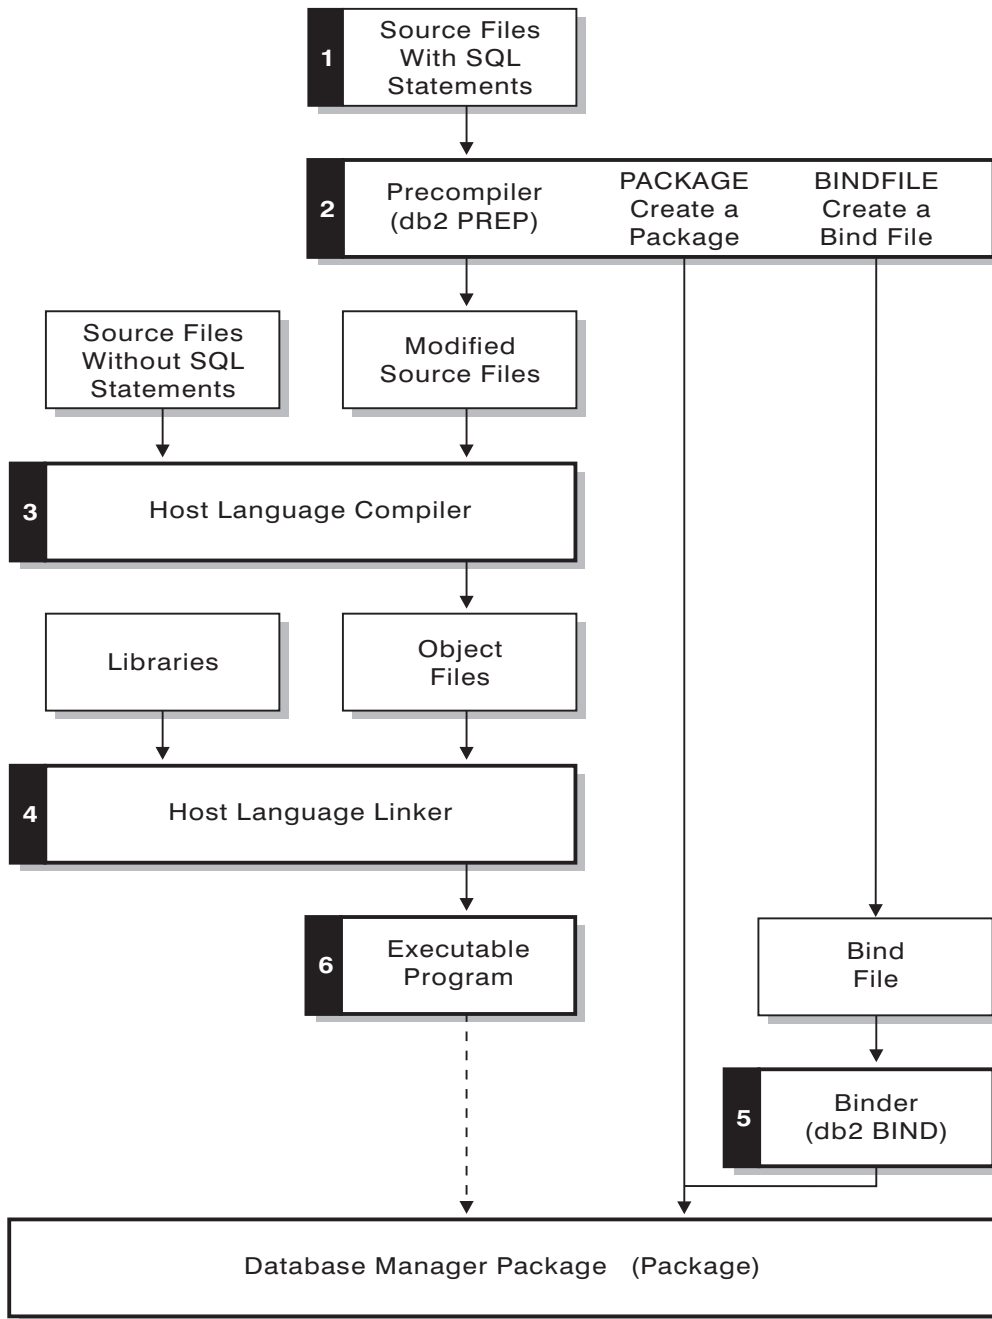 1
Source Files
With SQL
Statements
2
Precompiler
(db2 PREP)
PACKAGE
Create a
Package
BINDFILE
Create a
Bind File
Source Files
Without SQL
Statements
Modified
Source Files
3
Host Language Compiler
Libraries
Object
Files
4
Host Language Linker
6
Executable
Program
Bind
File
5
Binder
(db2 BIND)
Database Manager Package (Package)